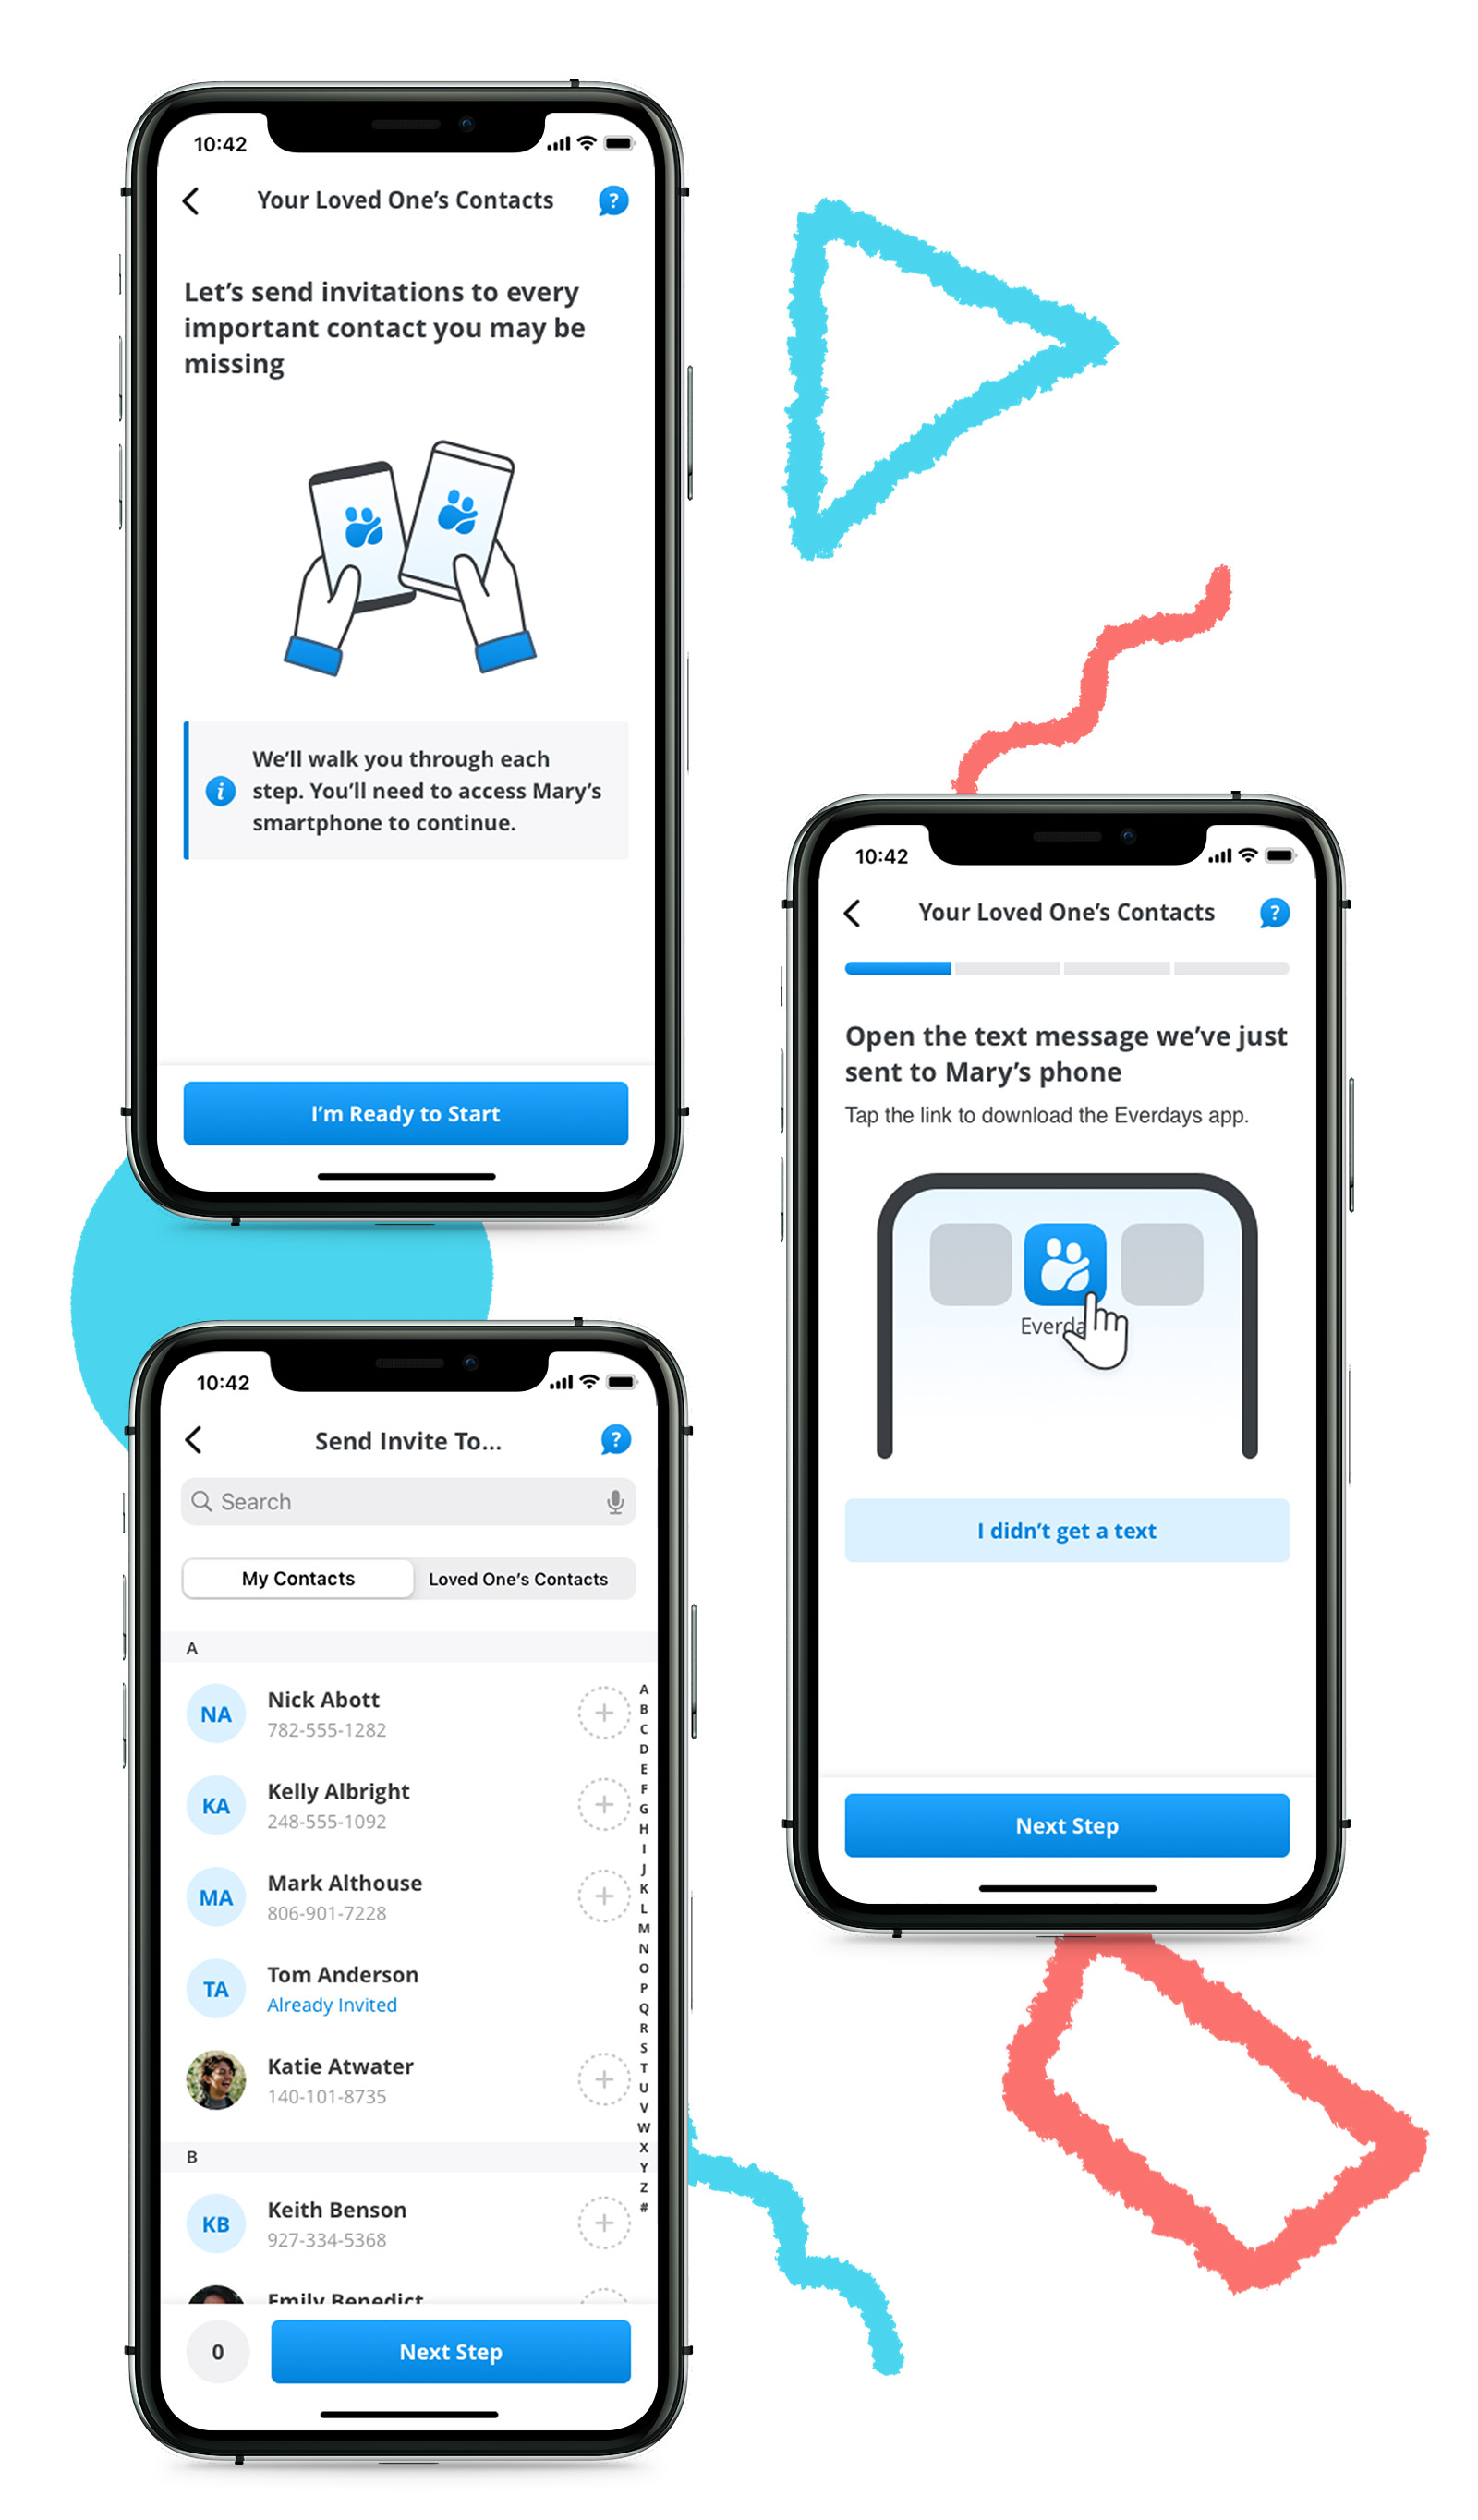 10:42
Your Loved One’s Contacts
?
Let’s send invitations to every
important contact you may be
missing
i
We’ll walk you through each
step. You’ll need to access Mary’s
smartphone to continue.
I’m Ready to Start
10:42
Your Loved One’s Contacts
?
Open the text message we’ve just
sent to Mary’s phone
Tap the link to download the Everdays app.
Everda
I didn’t get a text
Next Step
10:42
Send Invite To...
?
Search
My Contacts
Loved One’s Contacts
A
NA
Nick Abott
782-555-1282
KA
Kelly Albright
248-555-1092
MA
Mark Althouse
806-901-7228
TA
Tom Anderson
Already Invited
Katie Atwater
140-101-8735
B
KB
Keith Benson
927-334-5368
Emily Benedict
A
B
C
D
E
F
G
H
I
J
K
L
M
N
O
P
Q
R
S
T
U
V
W
X
Y
Z
#
0
Next Step